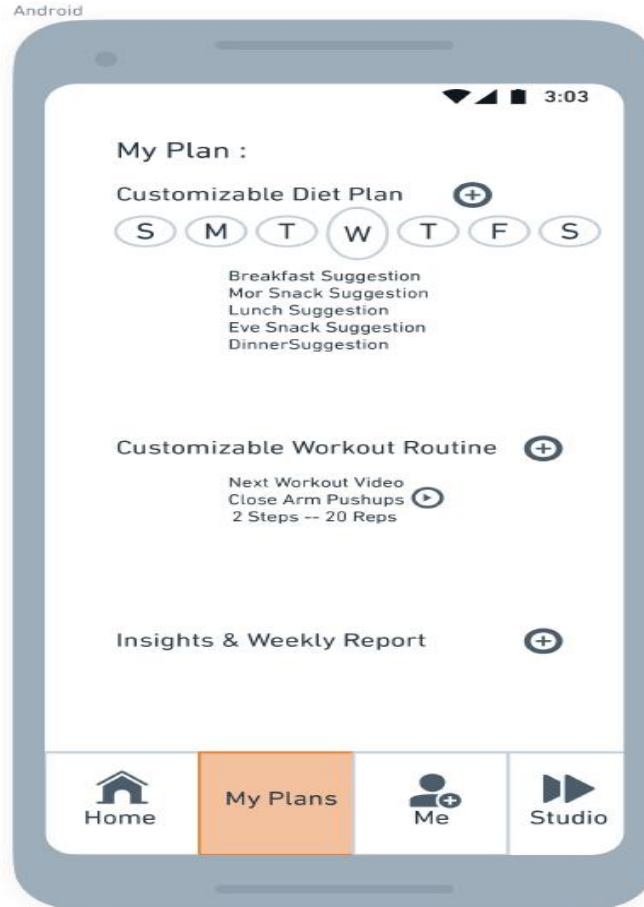 Android
3:03
My Plan :
Customizable Diet Plan
S M T W T F S
Breakfast Suggestion
Mor Snack Suggestion
Lunch Suggestion
Eve Snack Suggestion
DinnerSuggestion
Customizable Workout Routine
Next Workout Video
Close Arm Pushups
2 Steps -- 20 Reps
Insights & Weekly Report
Home
My Plans
Me
Studio